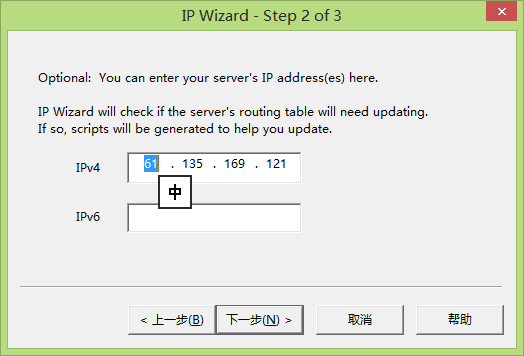 IP Wizard - Step 2 of 3
Optional:  You can enter your server's IP address(es) here.
IP Wizard will check if the server's routing table will need updating.
If so, scripts will be generated to help you update.
IPv4 61 . 135 . 169 . 121
中
IPv6
< 上一步(B) 下一步(N) > 取消 帮助